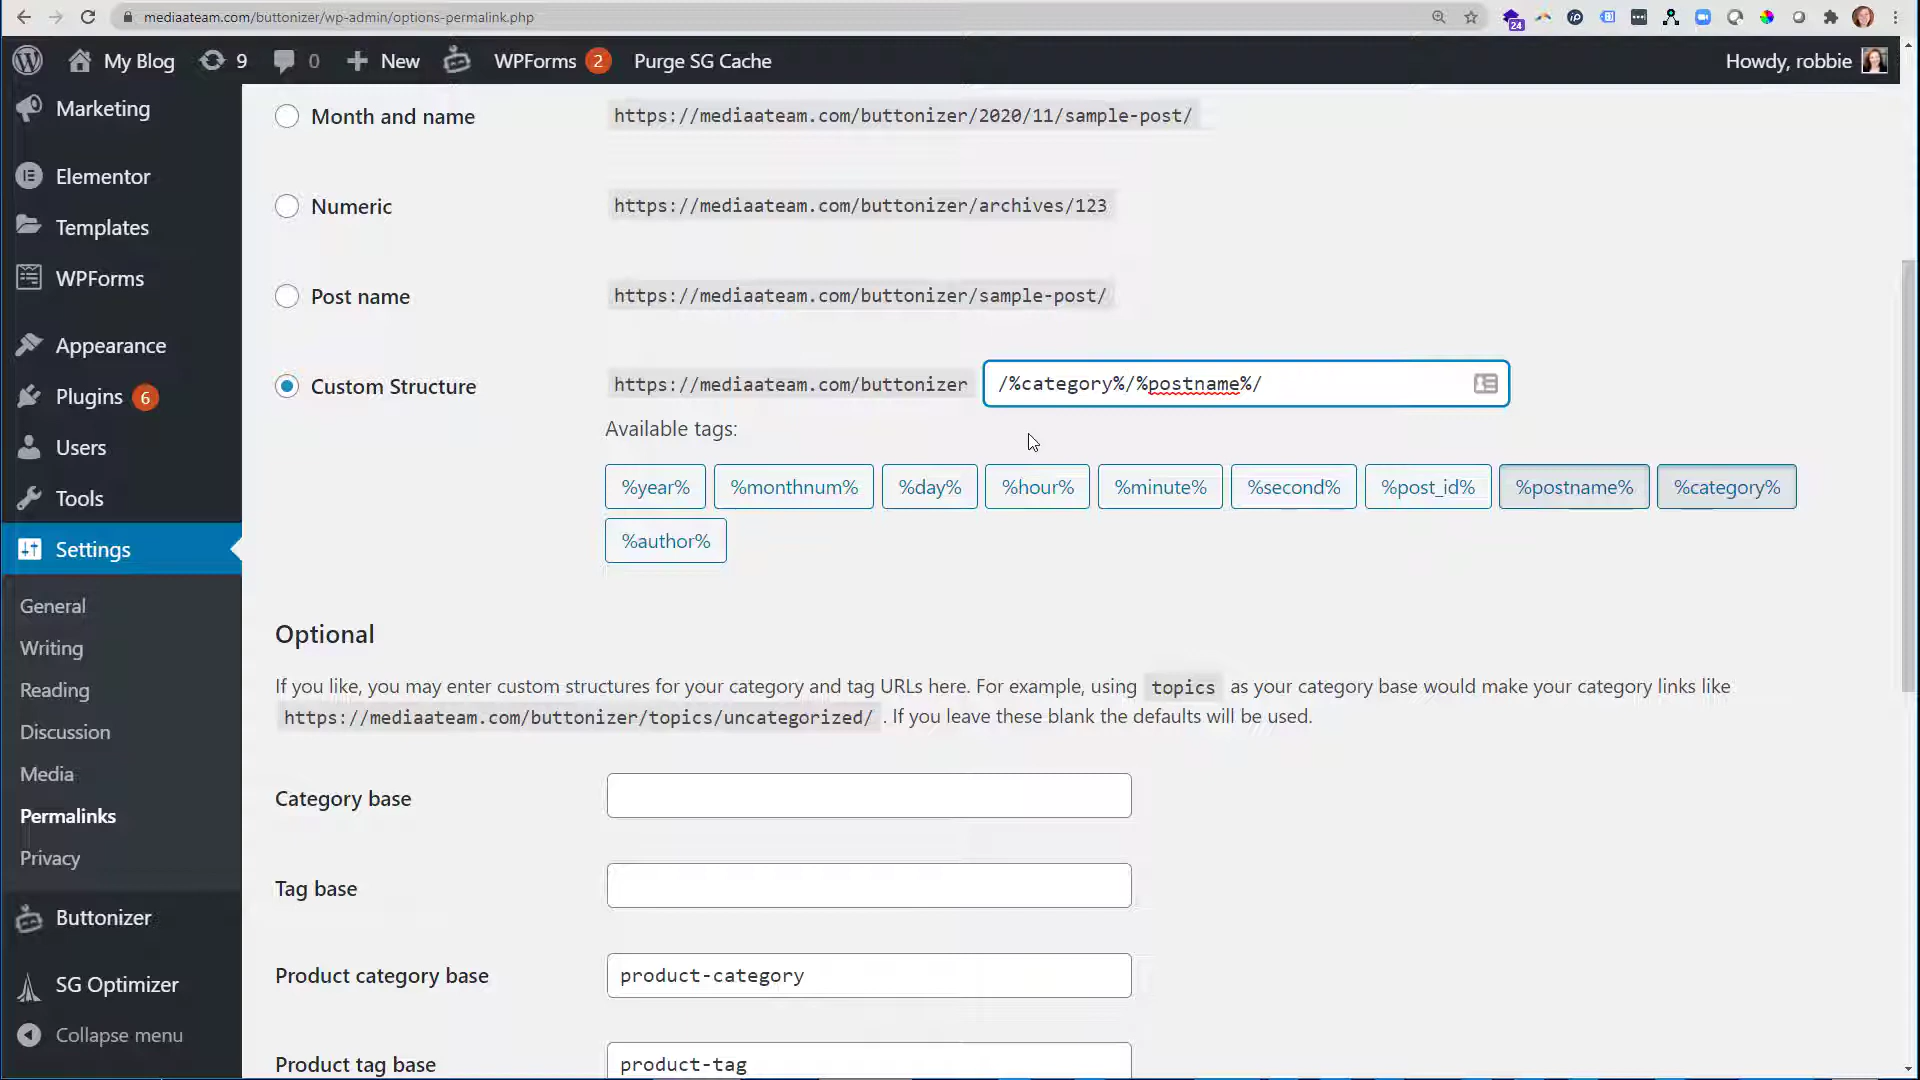 mediaateam.com/buttonizer/wp-admin/options-permalink.php
24
My Blog 9 0 New WPForms 2 Purge SG Cache Howdy, robbie
Marketing
Elementor
Templates
WPForms
Appearance
Plugins 6
Users
Tools
Settings
General
Writing
Reading
Discussion
Media
Permalinks
Privacy
Buttonizer
SG Optimizer
Collapse menu
Month and name https://mediaateam.com/buttonizer/2020/11/sample-post/
Numeric https://mediaateam.com/buttonizer/archives/123
Post name https://mediaateam.com/buttonizer/sample-post/
Custom Structure https://mediaateam.com/buttonizer /%category%/%postname%/
Available tags:
%year% %monthnum% %day% %hour% %minute% %second% %post_id% %postname% %category%
%author%
Optional
If you like, you may enter custom structures for your category and tag URLs here. For example, using topics as your category base would make your category links like
https://mediaateam.com/buttonizer/topics/uncategorized/ . If you leave these blank the defaults will be used.
Category base
Tag base
Product category base product-category
Product tag base product-tag